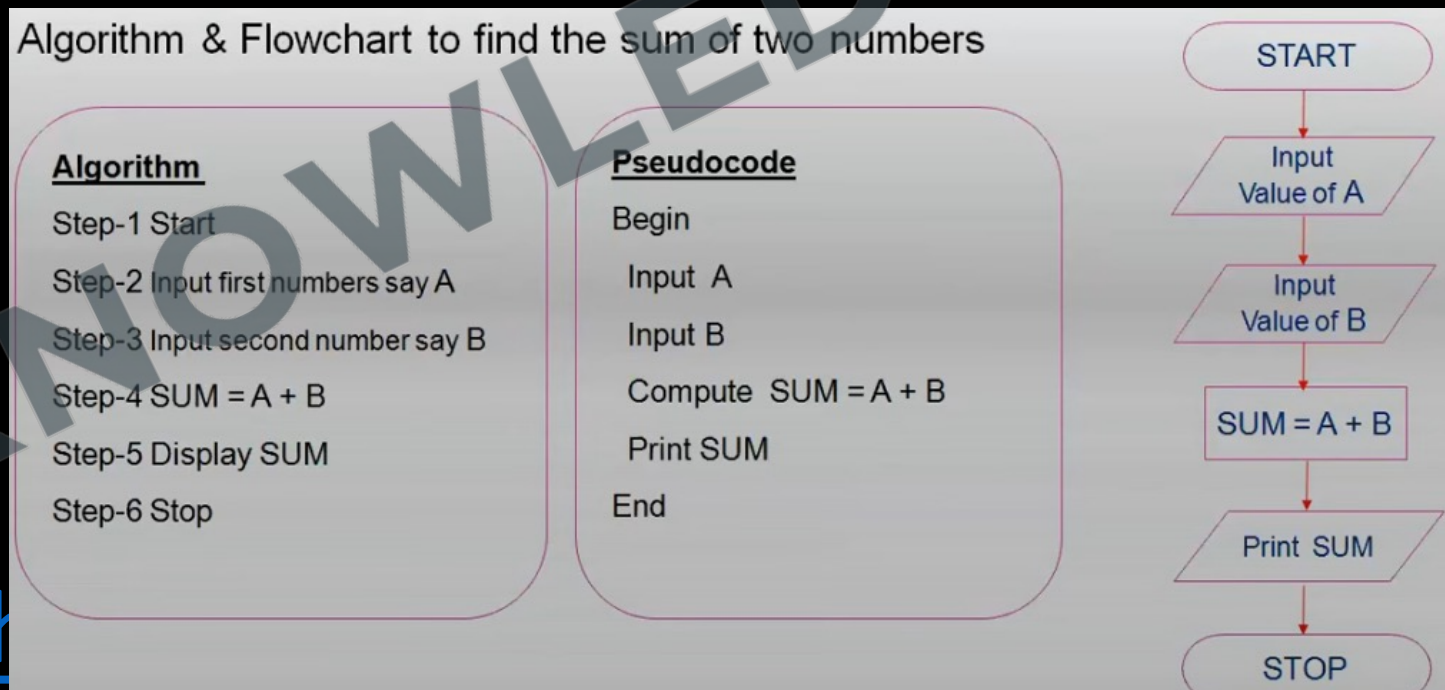 Algorithm & Flowchart to find the sum of two numbers
Algorithm
Step-1 Start
Step-2 Input first numbers say A
Step-3 Input second number say B
Step-4 SUM = A + B
Step-5 Display SUM
Step-6 Stop
Pseudocode
Begin
Input A
Input B
Compute SUM = A + B
Print SUM
End
START
Input
Value of A
Input
Value of B
SUM = A + B
Print SUM
STOP